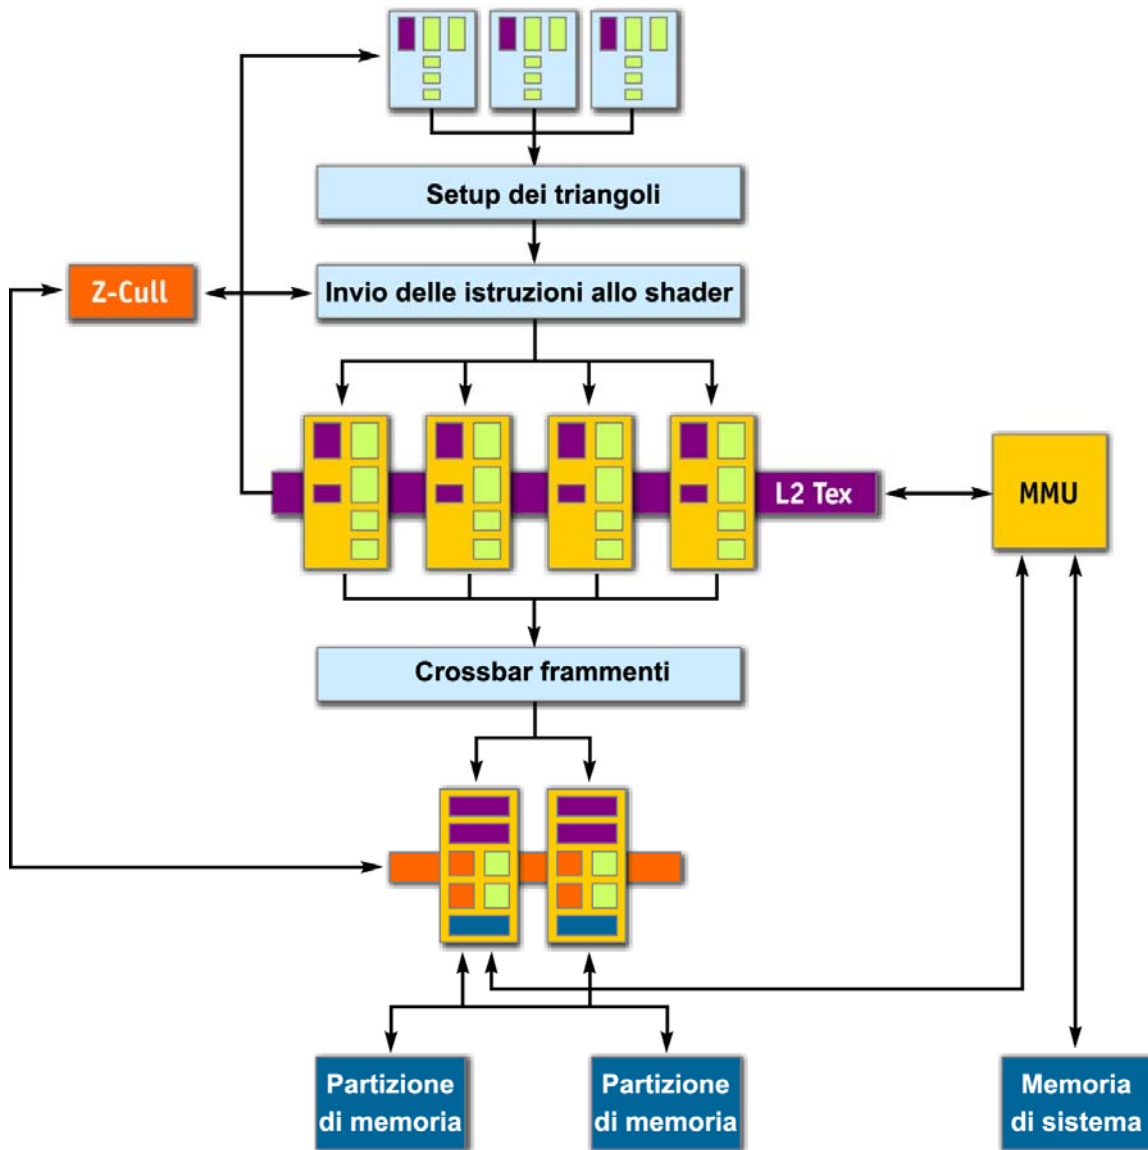 Setup dei triangoli
Z-Cull
Invio delle istruzioni allo shader
L2 Tex
MMU
Crossbar frammenti
Partizione
di memoria
Partizione
di memoria
Memoria
di sistema